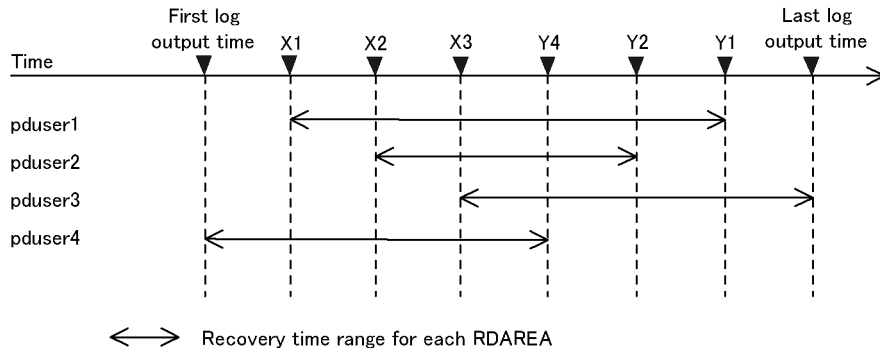 First log
output time
X1
X2
X3
Y4
Y2
Y1
Last log
output time
Time
pduser1
pduser2
pduser3
pduser4
Recovery time range for each RDAREA